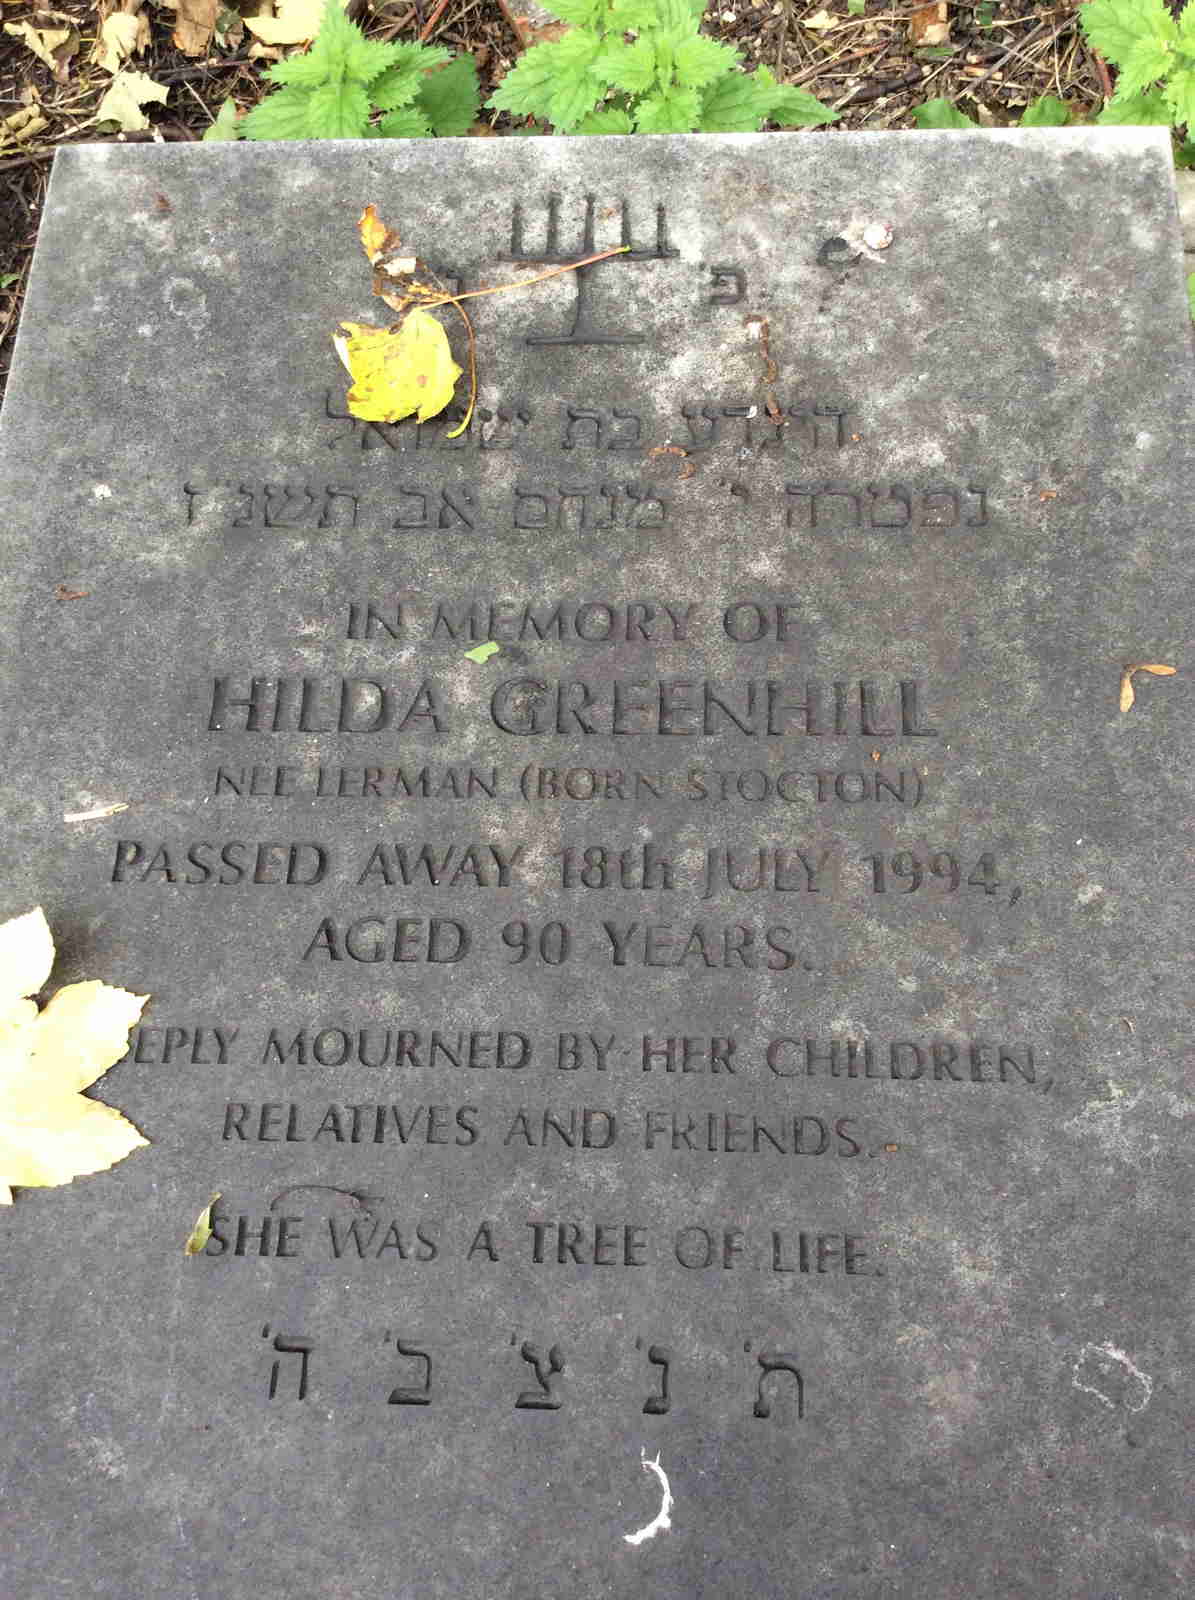 פ' נ'
הינדע בת שמואל
נפטרה י' מנחם אב תשנ"ד
IN MEMORY OF
HILDA GREENHILL
NEE LERMAN (BORN STOCTON)
PASSED AWAY 18th JULY 1994,
AGED 90 YEARS.
EEPLY MOURNED BY HER CHILDREN,
RELATIVES AND FRIENDS.
SHE WAS A TREE OF LIFE.
ת' נ' צ' ב' ה'